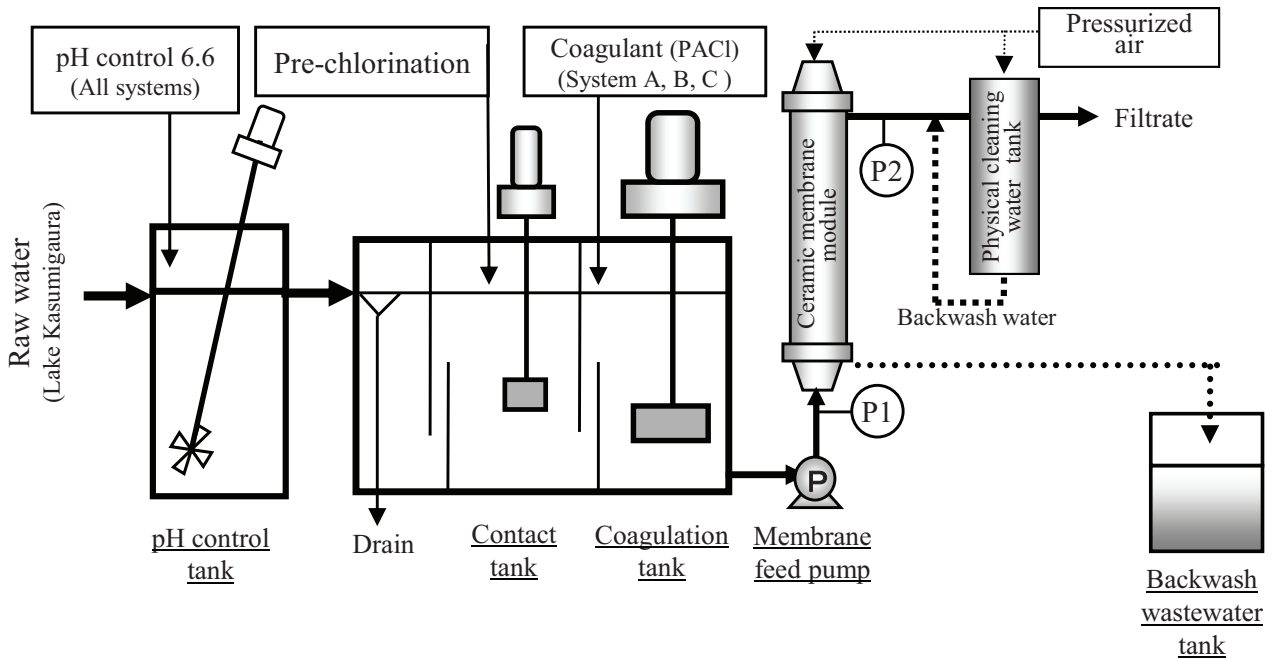 pH control 6.6
(All systems)
Pre-chlorination
Coagulant (PACl)
(System A, B, C )
Pressurized
air
Raw water
(Lake Kasumigaura)
Ceramic membrane
module
P2
Physical cleaning
water tank
Filtrate
Backwash water
P1
P
pH control
tank
Drain
Contact
tank
Coagulation
tank
Membrane
feed pump
Backwash
wastewater
tank